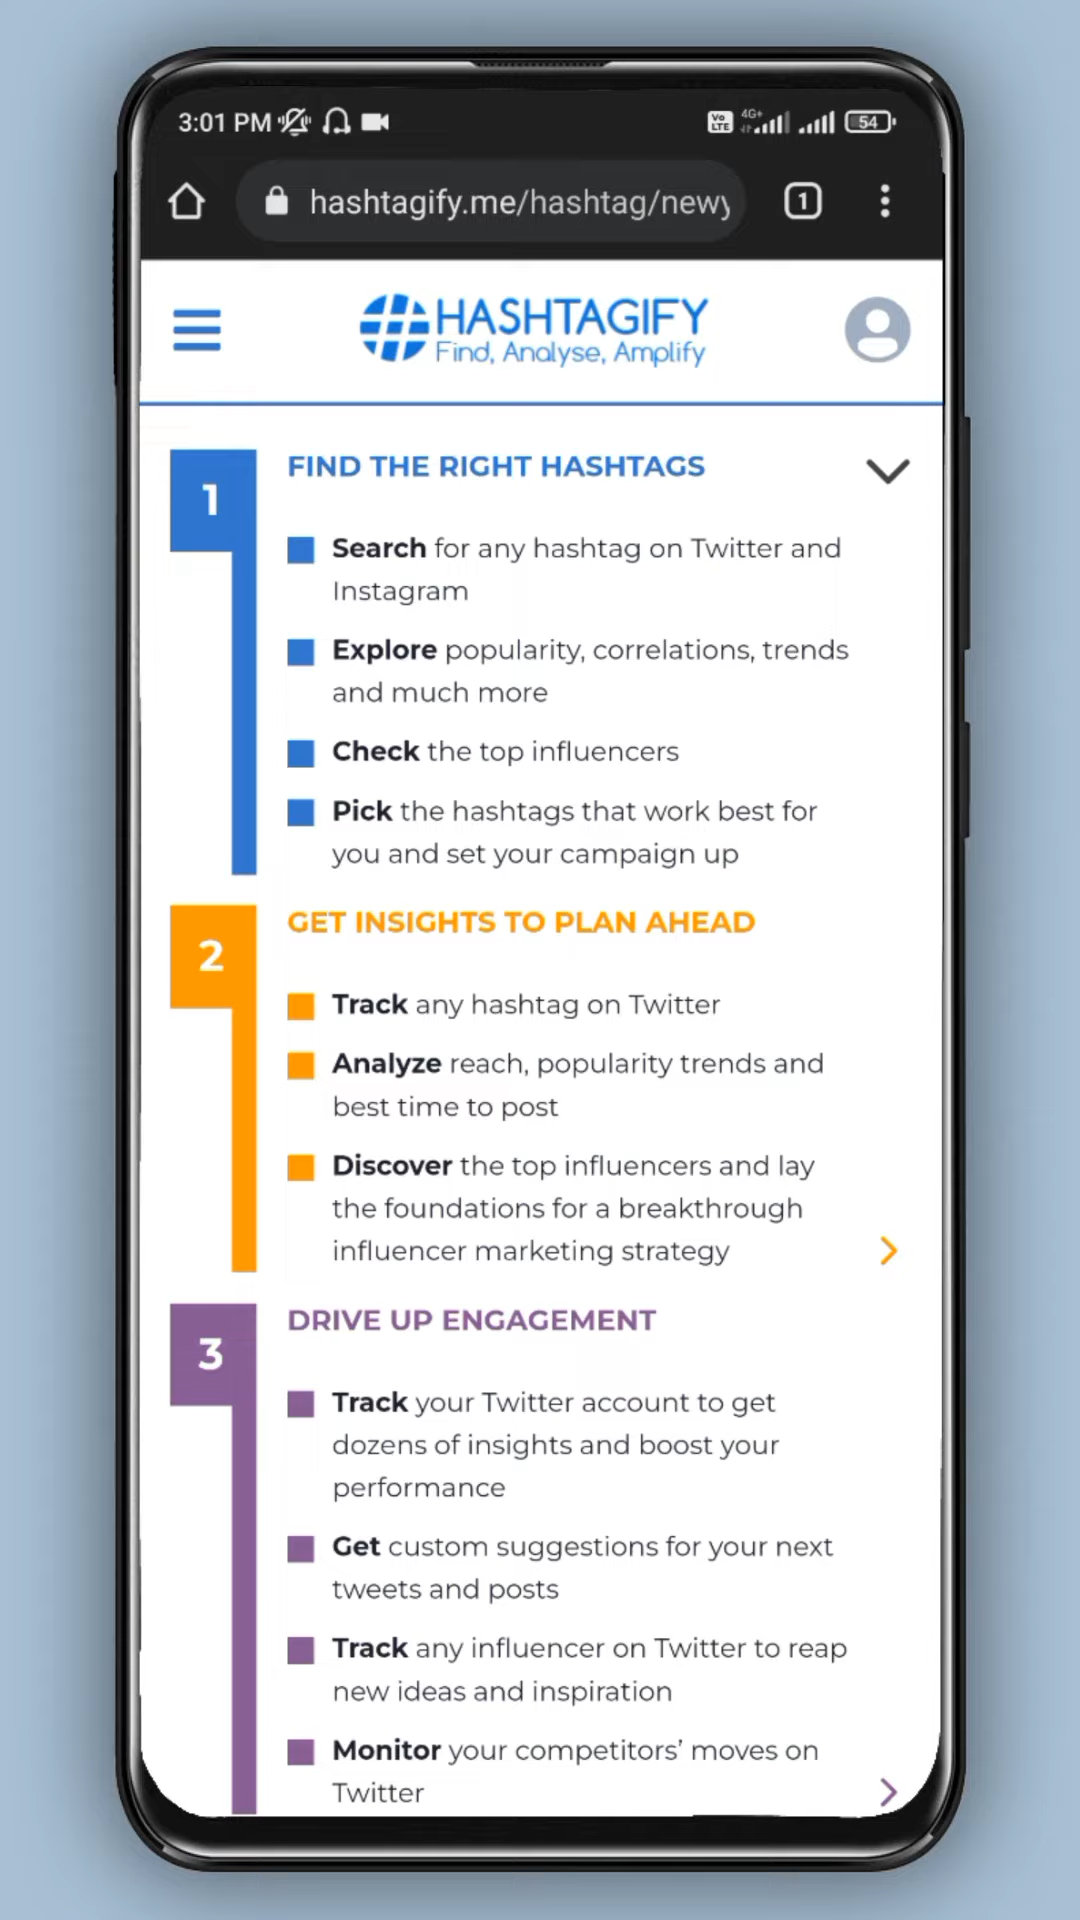 3:01 PM
Vo LTE 4G+ 54
hashtagify.me/hashtag/newy
1
HASHTAGIFY
Find, Analyse, Amplify
1
FIND THE RIGHT HASHTAGS
Search for any hashtag on Twitter and
Instagram
Explore popularity, correlations, trends
and much more
Check the top influencers
Pick the hashtags that work best for
you and set your campaign up
2
GET INSIGHTS TO PLAN AHEAD
Track any hashtag on Twitter
Analyze reach, popularity trends and
best time to post
Discover the top influencers and lay
the foundations for a breakthrough
influencer marketing strategy
3
DRIVE UP ENGAGEMENT
Track your Twitter account to get
dozens of insights and boost your
performance
Get custom suggestions for your next
tweets and posts
Track any influencer on Twitter to reap
new ideas and inspiration
Monitor your competitors’ moves on
Twitter